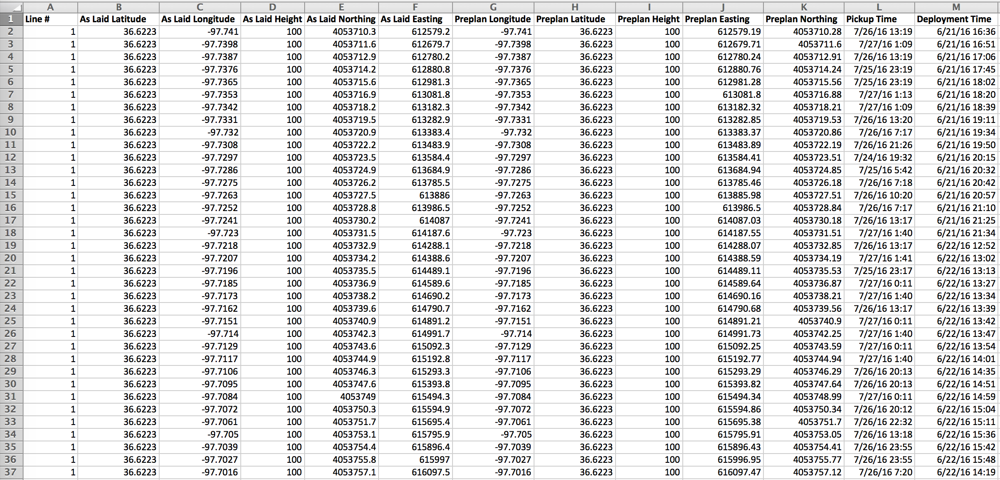 A B C D E F G H I J K L M
1 Line # As Laid Latitude As Laid Longitude As Laid Height As Laid Northing As Laid Easting Preplan Longitude Preplan Latitude Preplan Height Preplan Easting Preplan Northing Pickup Time Deployment Time
2 1 36.6223 -97.741 100 4053710.3 612579.2 -97.741 36.6223 100 612579.19 4053710.28 7/26/16 13:19 6/21/16 16:36
3 1 36.6223 -97.7398 100 4053711.6 612679.7 -97.7398 36.6223 100 612679.71 4053711.6 7/27/16 1:09 6/21/16 16:51
4 1 36.6223 -97.7387 100 4053712.9 612780.2 -97.7387 36.6223 100 612780.24 4053712.91 7/26/16 13:19 6/21/16 17:06
5 1 36.6223 -97.7376 100 4053714.2 612880.8 -97.7376 36.6223 100 612880.76 4053714.24 7/25/16 23:19 6/21/16 17:45
6 1 36.6223 -97.7365 100 4053715.6 612981.3 -97.7365 36.6223 100 612981.28 4053715.56 7/25/16 23:19 6/21/16 18:02
7 1 36.6223 -97.7353 100 4053716.9 613081.8 -97.7353 36.6223 100 613081.8 4053716.88 7/27/16 1:13 6/21/16 18:20
8 1 36.6223 -97.7342 100 4053718.2 613182.3 -97.7342 36.6223 100 613182.32 4053718.21 7/27/16 1:09 6/21/16 18:39
9 1 36.6223 -97.7331 100 4053719.5 613282.9 -97.7331 36.6223 100 613282.85 4053719.53 7/26/16 13:20 6/21/16 19:11
10 1 36.6223 -97.732 100 4053720.9 613383.4 -97.732 36.6223 100 613383.37 4053720.86 7/26/16 7:17 6/21/16 19:34
11 1 36.6223 -97.7308 100 4053722.2 613483.9 -97.7308 36.6223 100 613483.89 4053722.19 7/26/16 21:26 6/21/16 19:50
12 1 36.6223 -97.7297 100 4053723.5 613584.4 -97.7297 36.6223 100 613584.41 4053723.51 7/24/16 19:32 6/21/16 20:15
13 1 36.6223 -97.7286 100 4053724.9 613684.9 -97.7286 36.6223 100 613684.94 4053724.85 7/25/16 5:42 6/21/16 20:32
14 1 36.6223 -97.7275 100 4053726.2 613785.5 -97.7275 36.6223 100 613785.46 4053726.18 7/26/16 7:18 6/21/16 20:42
15 1 36.6223 -97.7263 100 4053727.5 613886 -97.7263 36.6223 100 613885.98 4053727.51 7/26/16 10:20 6/21/16 20:57
16 1 36.6223 -97.7252 100 4053728.8 613986.5 -97.7252 36.6223 100 613986.5 4053728.84 7/26/16 7:17 6/21/16 21:10
17 1 36.6223 -97.7241 100 4053730.2 614087 -97.7241 36.6223 100 614087.03 4053730.18 7/26/16 13:17 6/21/16 21:25
18 1 36.6223 -97.723 100 4053731.5 614187.6 -97.723 36.6223 100 614187.55 4053731.51 7/27/16 1:40 6/21/16 21:34
19 1 36.6223 -97.7218 100 4053732.9 614288.1 -97.7218 36.6223 100 614288.07 4053732.85 7/26/16 13:17 6/22/16 12:52
20 1 36.6223 -97.7207 100 4053734.2 614388.6 -97.7207 36.6223 100 614388.59 4053734.19 7/27/16 1:41 6/22/16 13:02
21 1 36.6223 -97.7196 100 4053735.5 614489.1 -97.7196 36.6223 100 614489.11 4053735.53 7/25/16 23:17 6/22/16 13:13
22 1 36.6223 -97.7185 100 4053736.9 614589.6 -97.7185 36.6223 100 614589.64 4053736.87 7/27/16 0:11 6/22/16 13:27
23 1 36.6223 -97.7173 100 4053738.2 614690.2 -97.7173 36.6223 100 614690.16 4053738.21 7/27/16 1:40 6/22/16 13:34
24 1 36.6223 -97.7162 100 4053739.6 614790.7 -97.7162 36.6223 100 614790.68 4053739.56 7/26/16 13:17 6/22/16 13:39
25 1 36.6223 -97.7151 100 4053740.9 614891.2 -97.7151 36.6223 100 614891.21 4053740.9 7/27/16 0:11 6/22/16 13:42
26 1 36.6223 -97.714 100 4053742.3 614991.7 -97.714 36.6223 100 614991.73 4053742.25 7/27/16 1:40 6/22/16 13:47
27 1 36.6223 -97.7129 100 4053743.6 615092.3 -97.7129 36.6223 100 615092.25 4053743.59 7/27/16 0:11 6/22/16 13:54
28 1 36.6223 -97.7117 100 4053744.9 615192.8 -97.7117 36.6223 100 615192.77 4053744.94 7/27/16 1:40 6/22/16 14:01
29 1 36.6223 -97.7106 100 4053746.3 615293.3 -97.7106 36.6223 100 615293.29 4053746.29 7/26/16 20:13 6/22/16 14:35
30 1 36.6223 -97.7095 100 4053747.6 615393.8 -97.7095 36.6223 100 615393.82 4053747.64 7/26/16 20:13 6/22/16 14:51
31 1 36.6223 -97.7084 100 4053749 615494.3 -97.7084 36.6223 100 615494.34 4053748.99 7/27/16 0:11 6/22/16 14:59
32 1 36.6223 -97.7072 100 4053750.3 615594.9 -97.7072 36.6223 100 615594.86 4053750.34 7/26/16 20:12 6/22/16 15:04
33 1 36.6223 -97.7061 100 4053751.7 615695.4 -97.7061 36.6223 100 615695.38 4053751.7 7/26/16 22:32 6/22/16 15:11
34 1 36.6223 -97.705 100 4053753.1 615795.9 -97.705 36.6223 100 615795.91 4053753.05 7/26/16 13:18 6/22/16 15:36
35 1 36.6223 -97.7039 100 4053754.4 615896.4 -97.7039 36.6223 100 615896.43 4053754.41 7/26/16 23:55 6/22/16 15:42
36 1 36.6223 -97.7027 100 4053755.8 615997 -97.7027 36.6223 100 615996.95 4053755.77 7/26/16 23:55 6/22/16 15:48
37 1 36.6223 -97.7016 100 4053757.1 616097.5 -97.7016 36.6223 100 616097.47 4053757.12 7/26/16 7:20 6/22/16 14:19